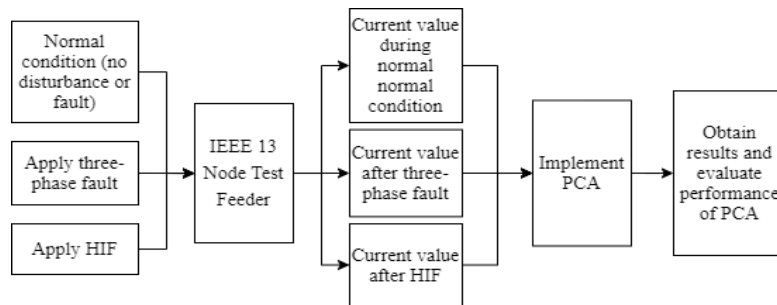 Normal
condition (no
disturbance or
fault)
Apply three-
phase fault
Apply HIF
IEEE 13
Node Test
Feeder
Current value
during
normal
normal
condition
Current value
after three-
phase fault
Current value
after HIF
Implement
PCA
Obtain
results and
evaluate
performance
of PCA